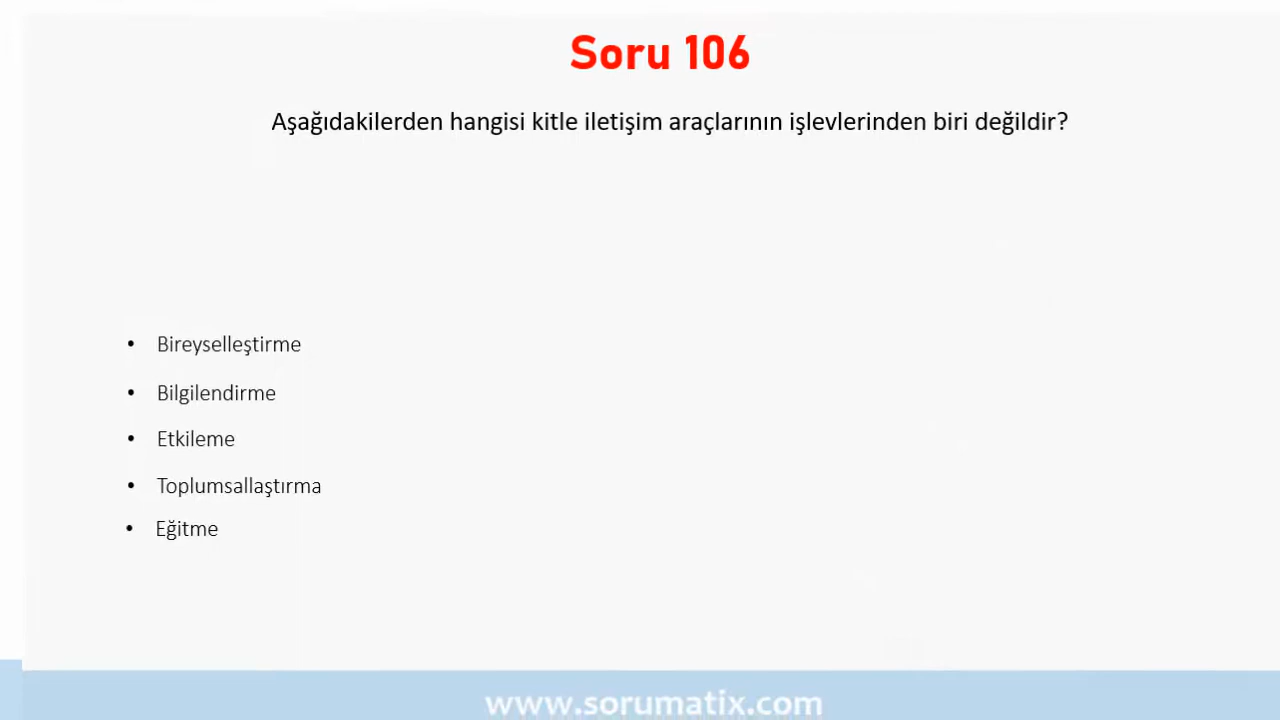 Soru 106
Aşağıdakilerden hangisi kitle iletişim araçlarının işlevlerinden biri değildir?
• Bireyselleştirme
• Bilgilendirme
• Etkileme
• Toplumsallaştırma
• Eğitme
www.sorumatix.com